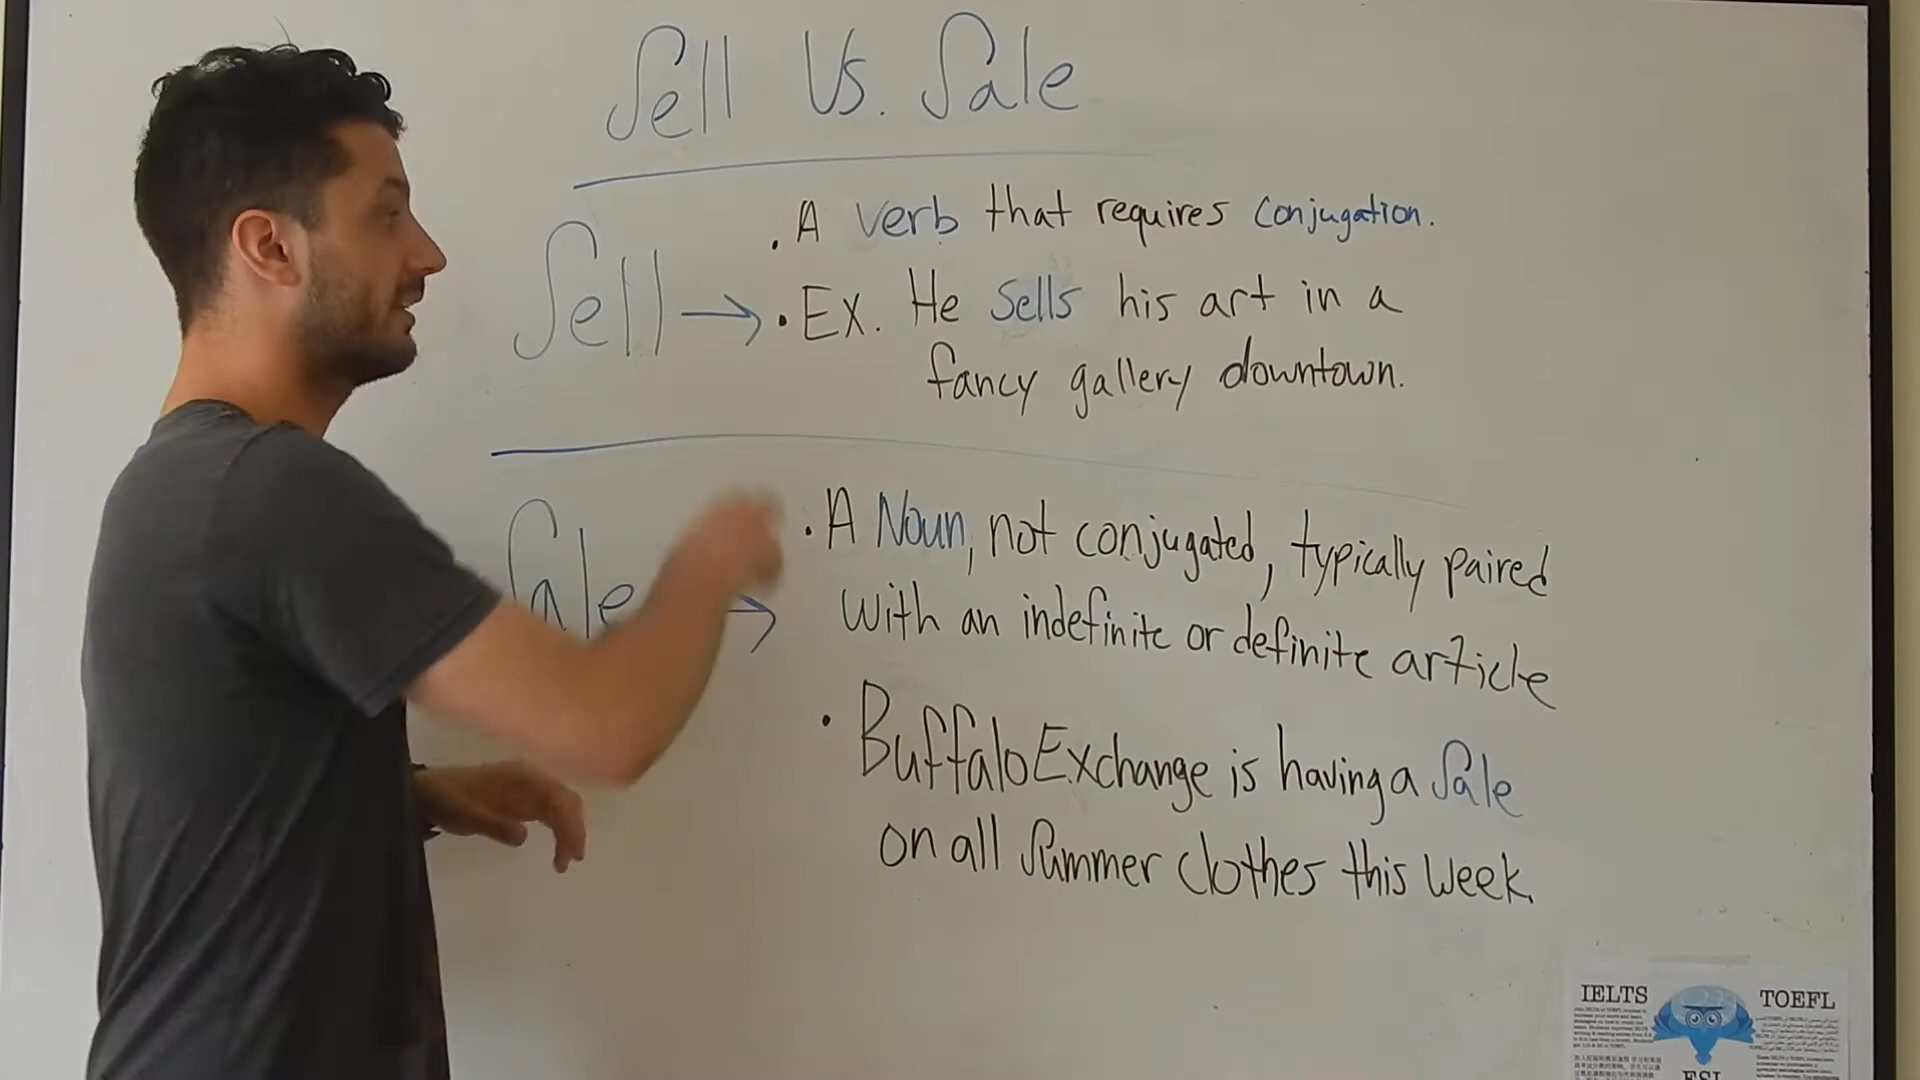 Sell Vs. Sale
Sell → • A verb that requires conjugation.
• Ex. He sells his art in a
fancy gallery downtown.
Sale → • A Noun, not conjugated, typically paired
with an indefinite or definite article
• Buffalo Exchange is having a sale
on all summer clothes this week.
IELTS TOEFL
ESL